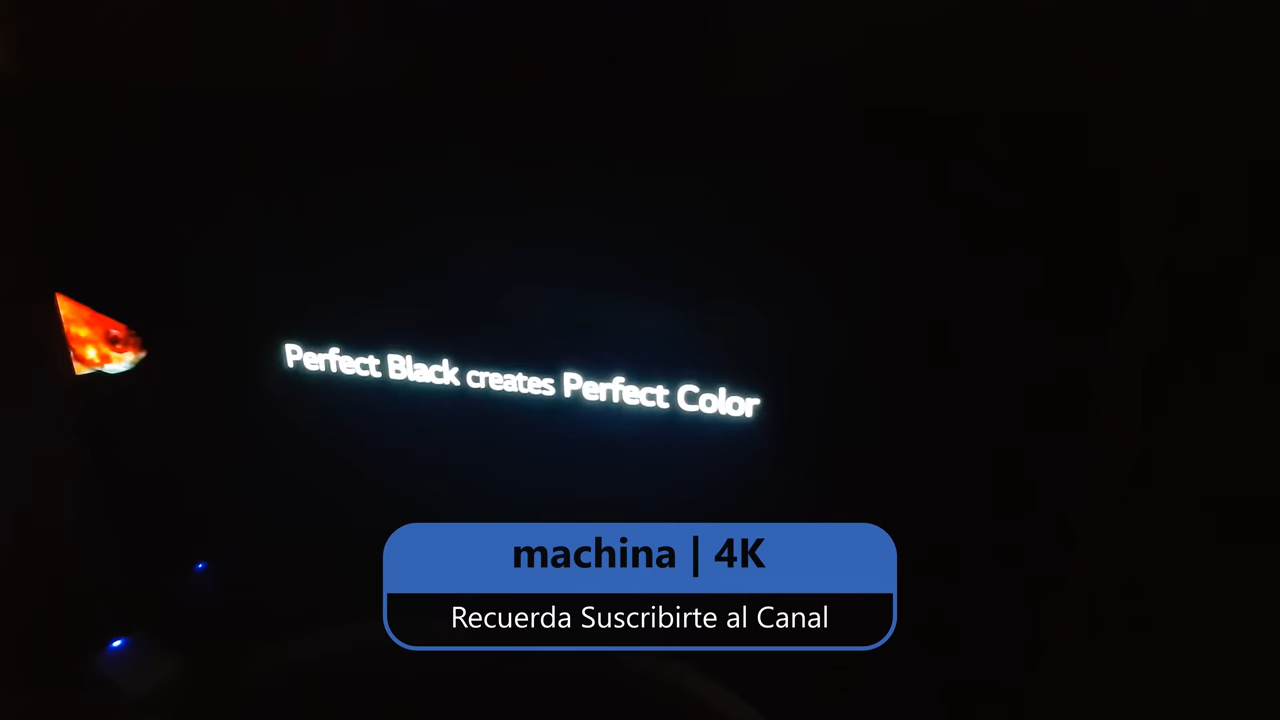 Perfect Black creates Perfect Color
machina | 4K
Recuerda Suscribirte al Canal